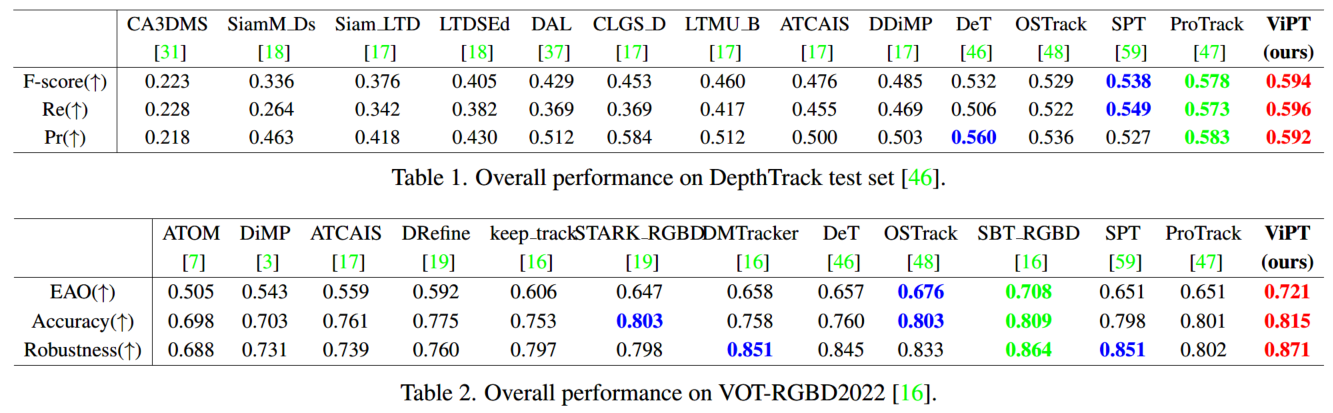 CA3DMS SiamM_Ds Siam_LTD LTDSEd DAL CLGS_D LTMU_B ATCAIS DDiMP DeT OSTrack SPT ProTrack ViPT
[31] [18] [17] [18] [37] [17] [17] [17] [17] [46] [48] [59] [47] (ours)
F-score(↑) 0.223 0.336 0.376 0.405 0.429 0.453 0.460 0.476 0.485 0.532 0.529 0.538 0.578 0.594
Re(↑) 0.228 0.264 0.342 0.382 0.369 0.369 0.417 0.455 0.469 0.506 0.522 0.549 0.573 0.596
Pr(↑) 0.218 0.463 0.418 0.430 0.512 0.584 0.512 0.500 0.503 0.560 0.536 0.527 0.583 0.592
Table 1. Overall performance on DepthTrack test set [46].
ATOM DiMP ATCAIS DRefine keep_track STARK_RGBD DMTracker DeT OSTrack SBT_RGBD SPT ProTrack ViPT
[7] [3] [17] [19] [16] [19] [16] [46] [48] [16] [59] [47] (ours)
EAO(↑) 0.505 0.543 0.559 0.592 0.606 0.647 0.658 0.657 0.676 0.708 0.651 0.651 0.721
Accuracy(↑) 0.698 0.703 0.761 0.775 0.753 0.803 0.758 0.760 0.803 0.809 0.798 0.801 0.815
Robustness(↑) 0.688 0.731 0.739 0.760 0.797 0.798 0.851 0.845 0.833 0.864 0.851 0.802 0.871
Table 2. Overall performance on VOT-RGBD2022 [16].